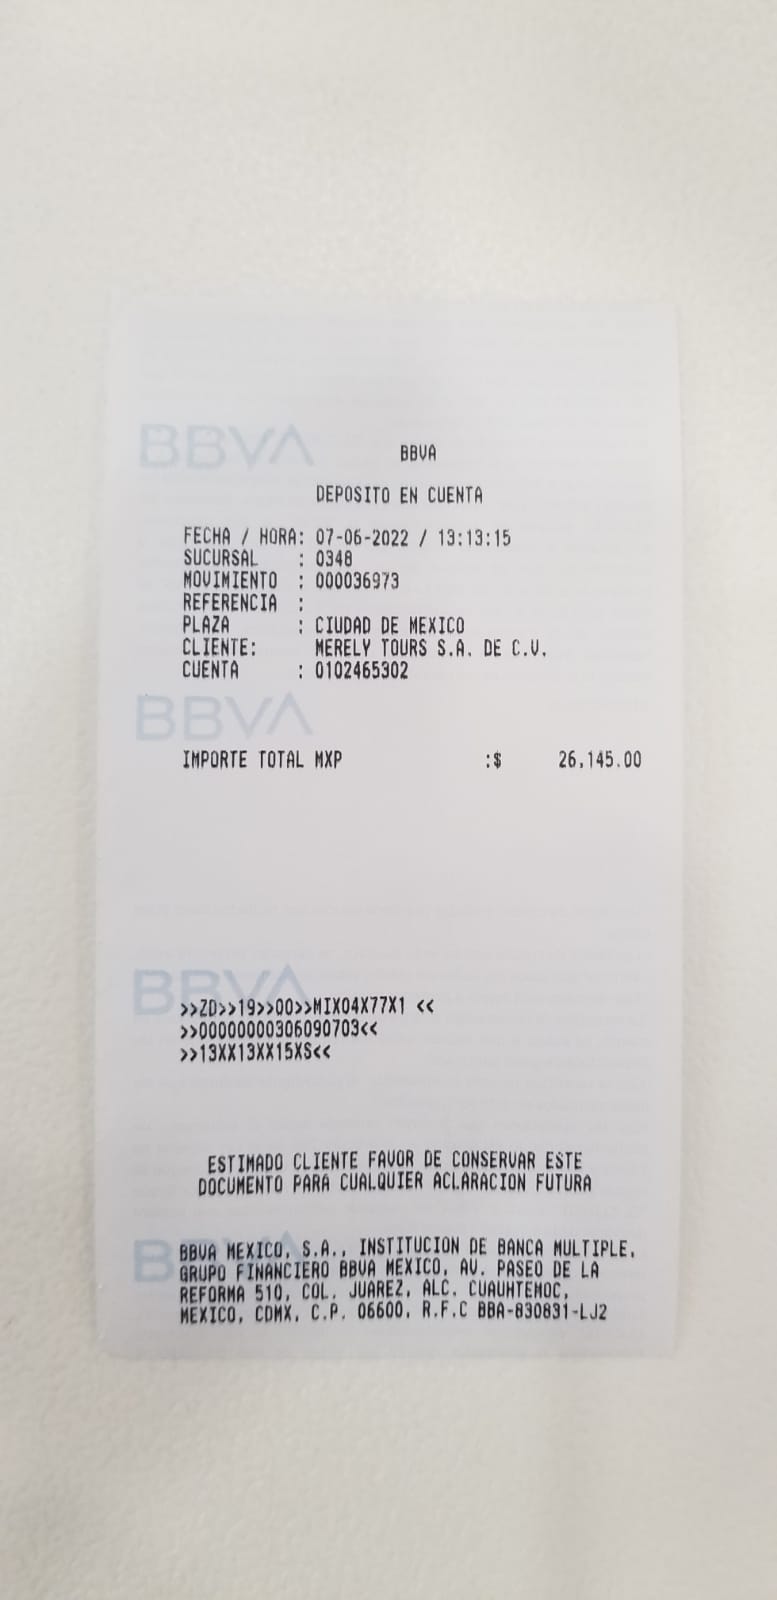 BBVA
BBVA
DEPOSITO EN CUENTA
FECHA / HORA: 07-06-2022 / 13:13:15
SUCURSAL : 0348
MOVIMIENTO : 000036973
REFERENCIA :
PLAZA : CIUDAD DE MEXICO
CLIENTE: MERELY TOURS S.A. DE C.V.
CUENTA : 0102465302
BBVA
IMPORTE TOTAL MXP :$ 26,145.00
BBVA
>>ZD>>19>>00>>MIX04X77X1 <<
>>00000000306090703<<
>>13XX13XX15XS<<
ESTIMADO CLIENTE FAVOR DE CONSERVAR ESTE
DOCUMENTO PARA CUALQUIER ACLARACION FUTURA
BBVA MEXICO, S.A., INSTITUCION DE BANCA MULTIPLE,
GRUPO FINANCIERO BBVA MEXICO, AV. PASEO DE LA
REFORMA 510, COL. JUAREZ, ALC. CUAUHTEMOC,
MEXICO, CDMX, C.P. 06600, R.F.C BBA-830831-LJ2